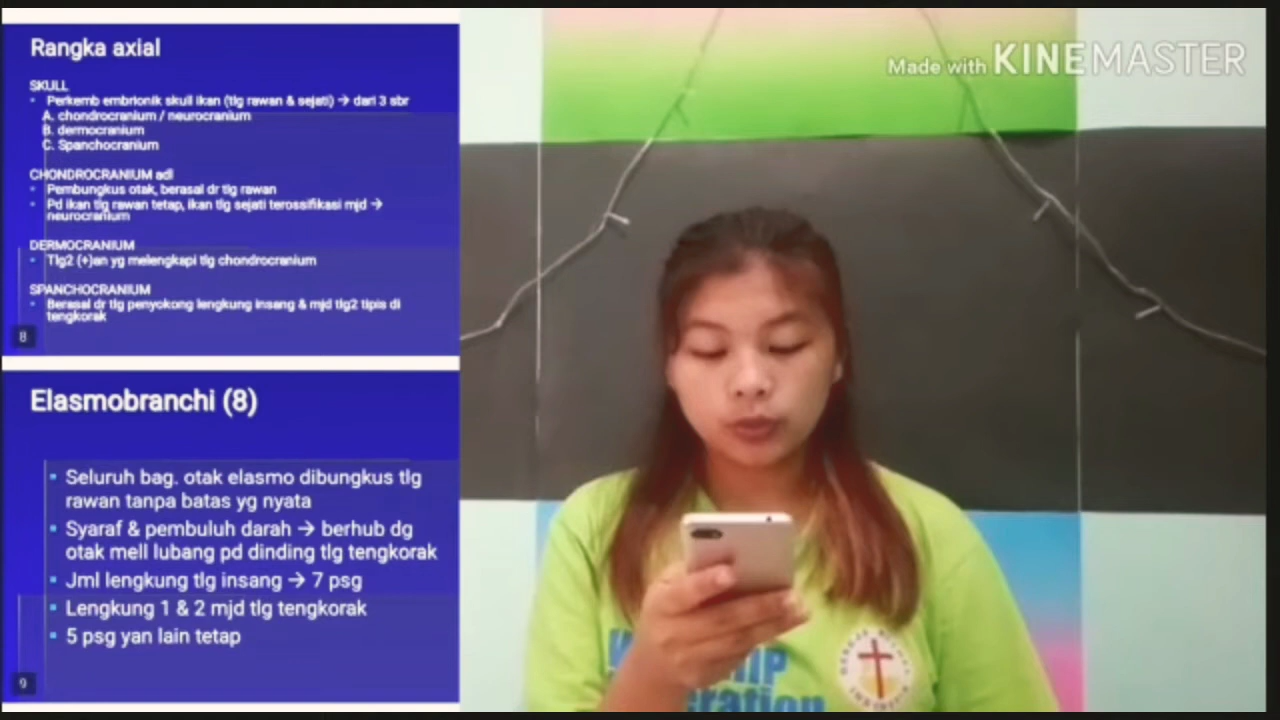 Rangka axial
SKULL
Perkemb embrionik skull ikan (tlg rawan & sejati) → dari 3 sbr
A. chondrocranium / neurocranium
B. dermocranium
C. Spanchocranium
CHONDROCRANIUM adl
Pembungkus otak, berasal dr tlg rawan
Pd ikan tlg rawan tetap, ikan tlg sejati terossifikasi mjd →
neurocranium
DERMOCRANIUM
Tlg2 (+)an yg melengkapi tlg chondrocranium
SPANCHOCRANIUM
Berasal dr tlg penyokong lengkung insang & mjd tlg2 tipis di
tengkorak
8
Elasmobranchi (8)
Seluruh bag. otak elasmo dibungkus tlg
rawan tanpa batas yg nyata
Syaraf & pembuluh darah → berhub dg
otak mell lubang pd dinding tlg tengkorak
Jml lengkung tlg insang → 7 psg
Lengkung 1 & 2 mjd tlg tengkorak
5 psg yan lain tetap
9
Made with KINEMASTER